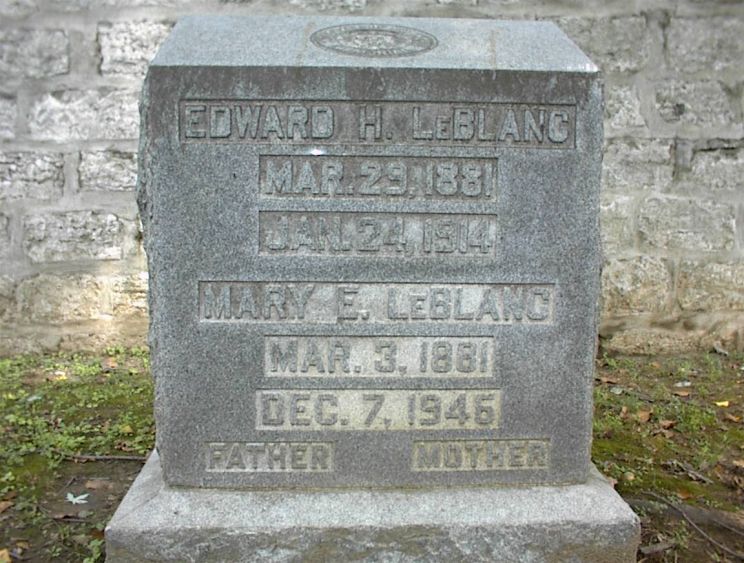 EDWARD H. LeBLANC
MAR. 29, 1881
JAN. 24, 1914
MARY E. LeBLANC
MAR. 3, 1881
DEC. 7, 1946
FATHER MOTHER